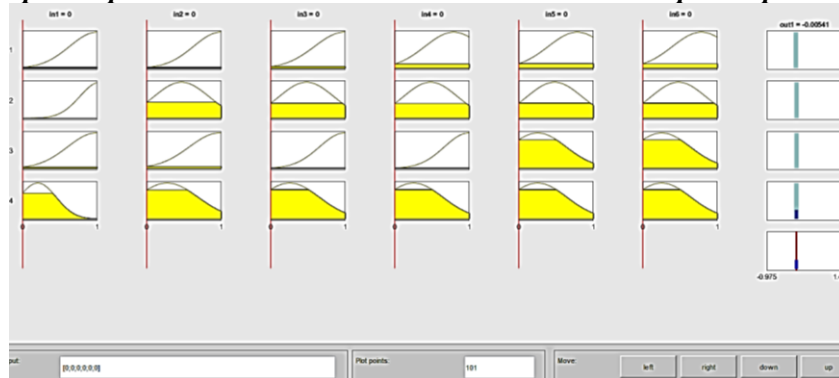 in1 = 0 in2 = 0 in3 = 0 in4 = 0 in5 = 0 in6 = 0
out1 = -0.00541
1
2
3
4
0 1 0 1 0 1 0 1 0 1 0 1
-0.975 1.
put: [0;0;0;0;0;0] Plot points: 101 Move: left right down up